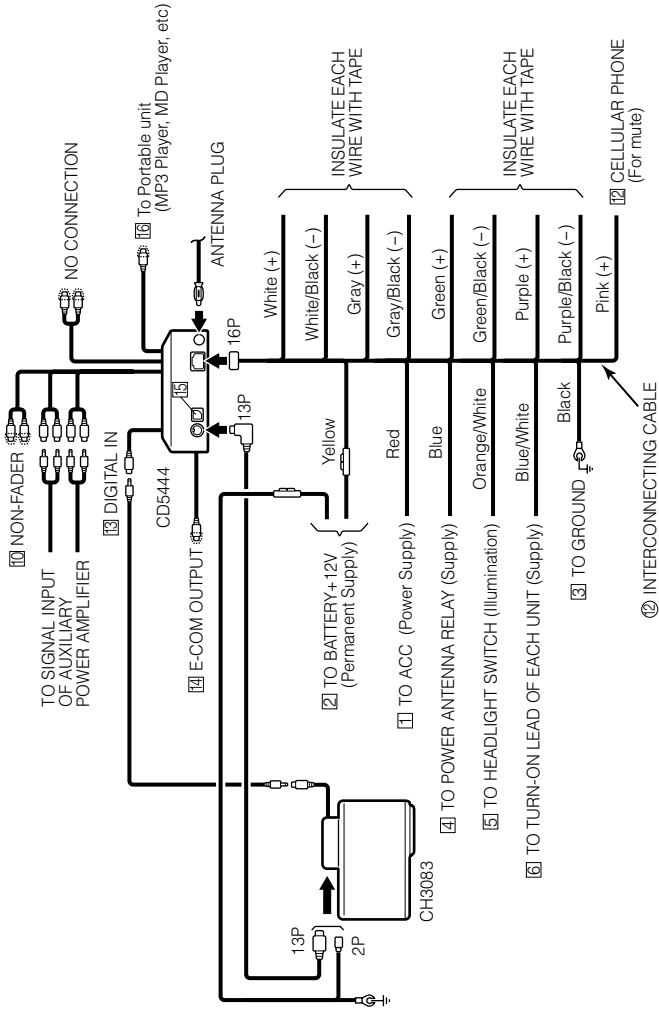 10 NON-FADER
TO SIGNAL INPUT
OF AUXILIARY
POWER AMPLIFIER
NO CONNECTION
16 To Portable unit
(MP3 Player, MD Player, etc)
13 DIGITAL IN
CD5444
15
ANTENNA PLUG
14 E-COM OUTPUT
13P
16P
2 TO BATTERY+12V
(Permanent Supply)
Yellow
White (+)
White/Black (−)
Gray (+)
Gray/Black (−)
INSULATE EACH
WIRE WITH TAPE
1 TO ACC (Power Supply)
Red
4 TO POWER ANTENNA RELAY (Supply)
Blue
5 TO HEADLIGHT SWITCH (Illumination)
Orange/White
6 TO TURN-ON LEAD OF EACH UNIT (Supply)
Blue/White
3 TO GROUND
Black
Green (+)
Green/Black (−)
Purple (+)
Purple/Black (−)
INSULATE EACH
WIRE WITH TAPE
Pink (+)
12 CELLULAR PHONE
(For mute)
⑫ INTERCONNECTING CABLE
13P
2P
CH3083